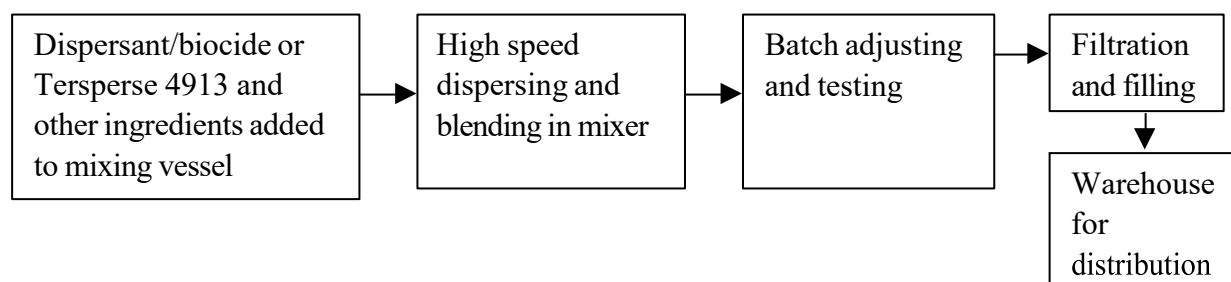 Dispersant/biocide or
Tersperse 4913 and
other ingredients added
to mixing vessel
High speed
dispersing and
blending in mixer
Batch adjusting
and testing
Filtration
and filling
Warehouse
for
distribution